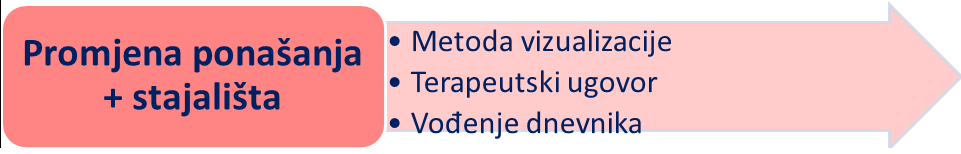 Promjena ponašanja
+ stajališta
• Metoda vizualizacije
• Terapeutski ugovor
• Vođenje dnevnika